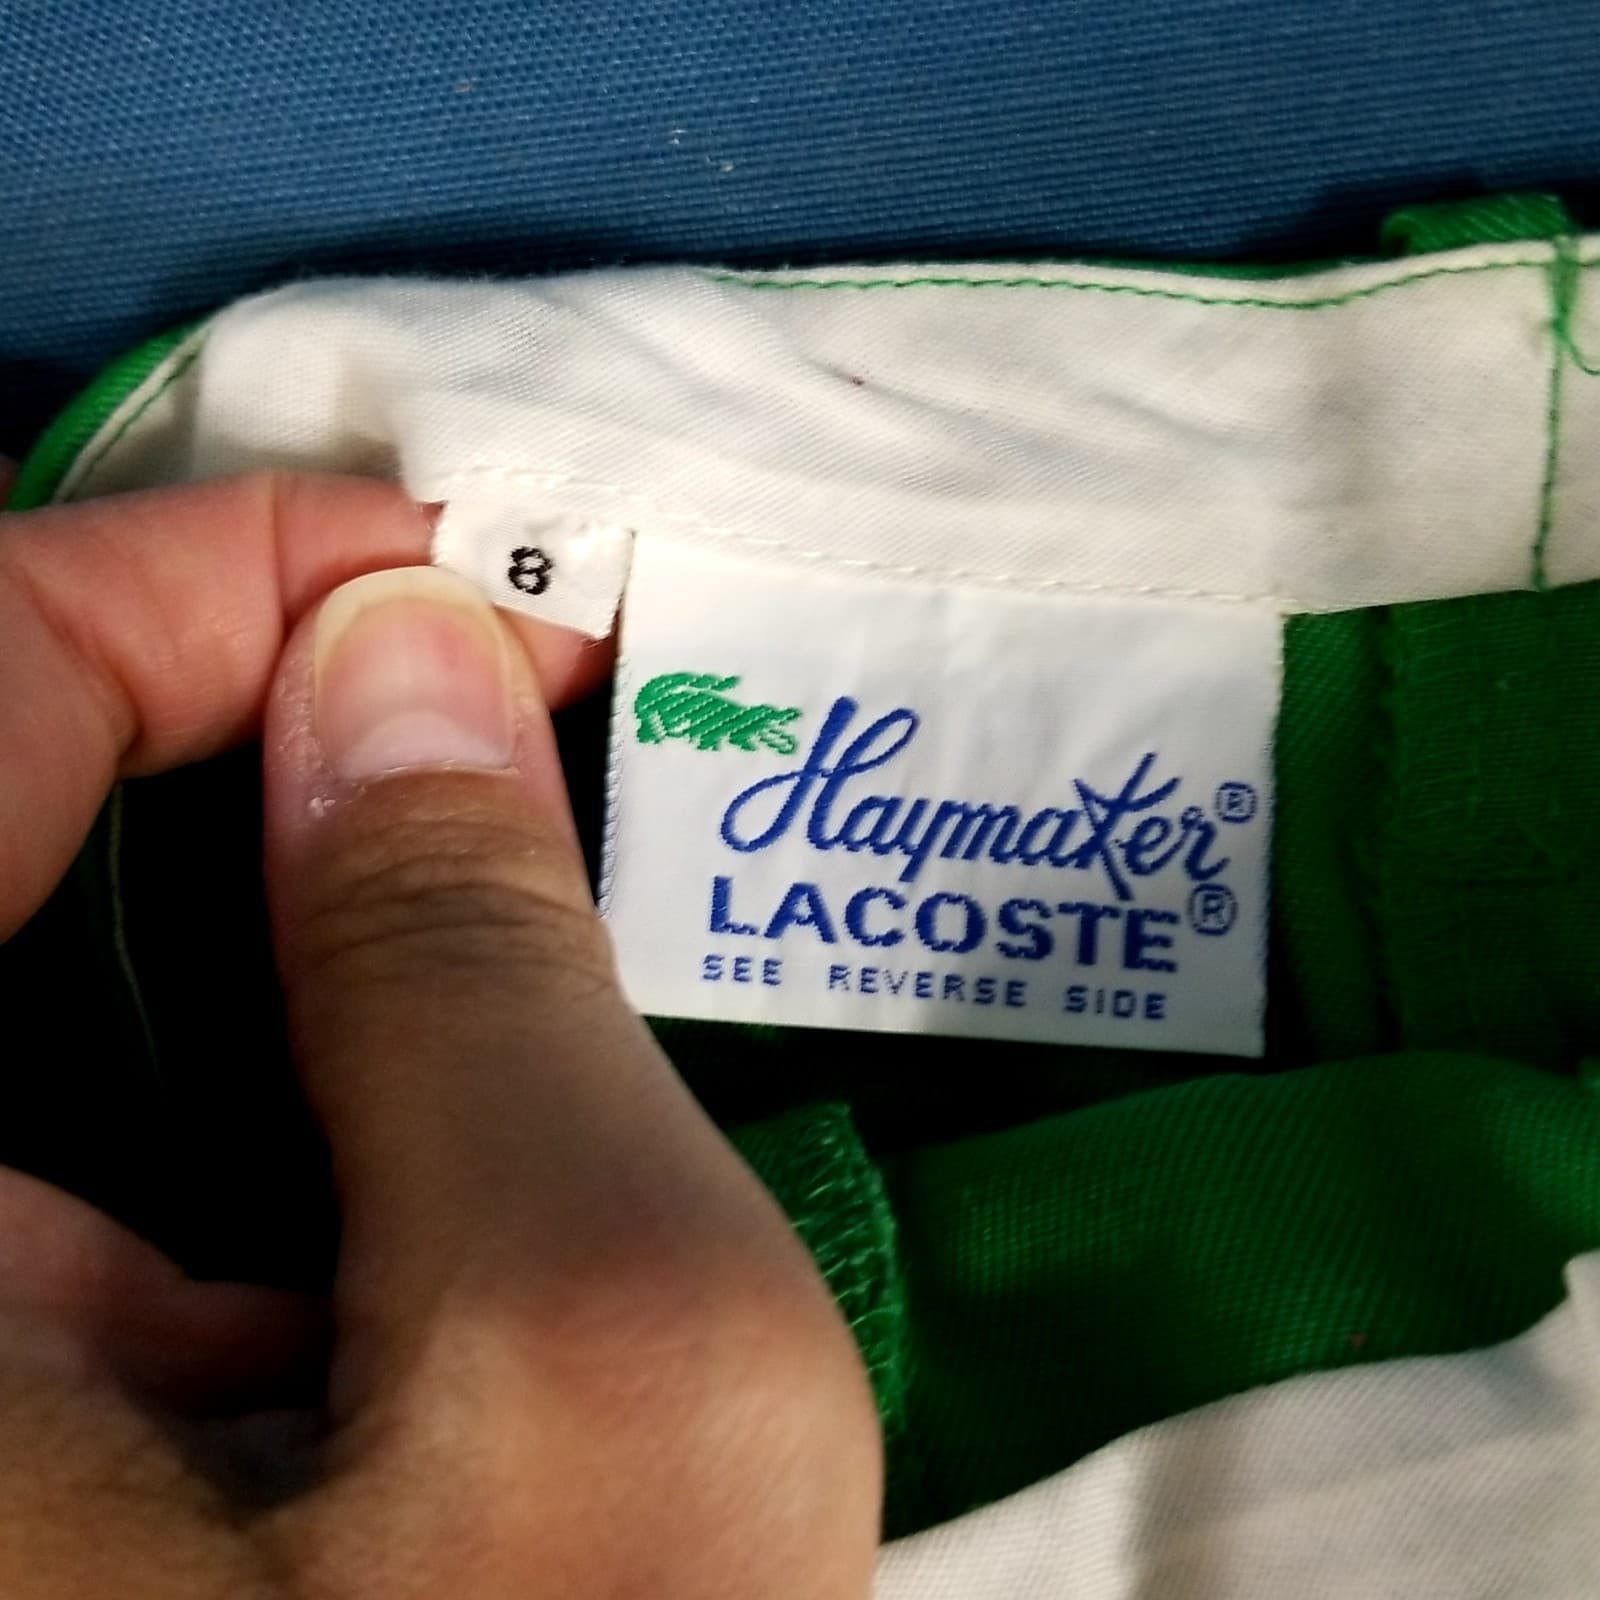 8
Haymaker®
LACOSTE®
SEE REVERSE SIDE